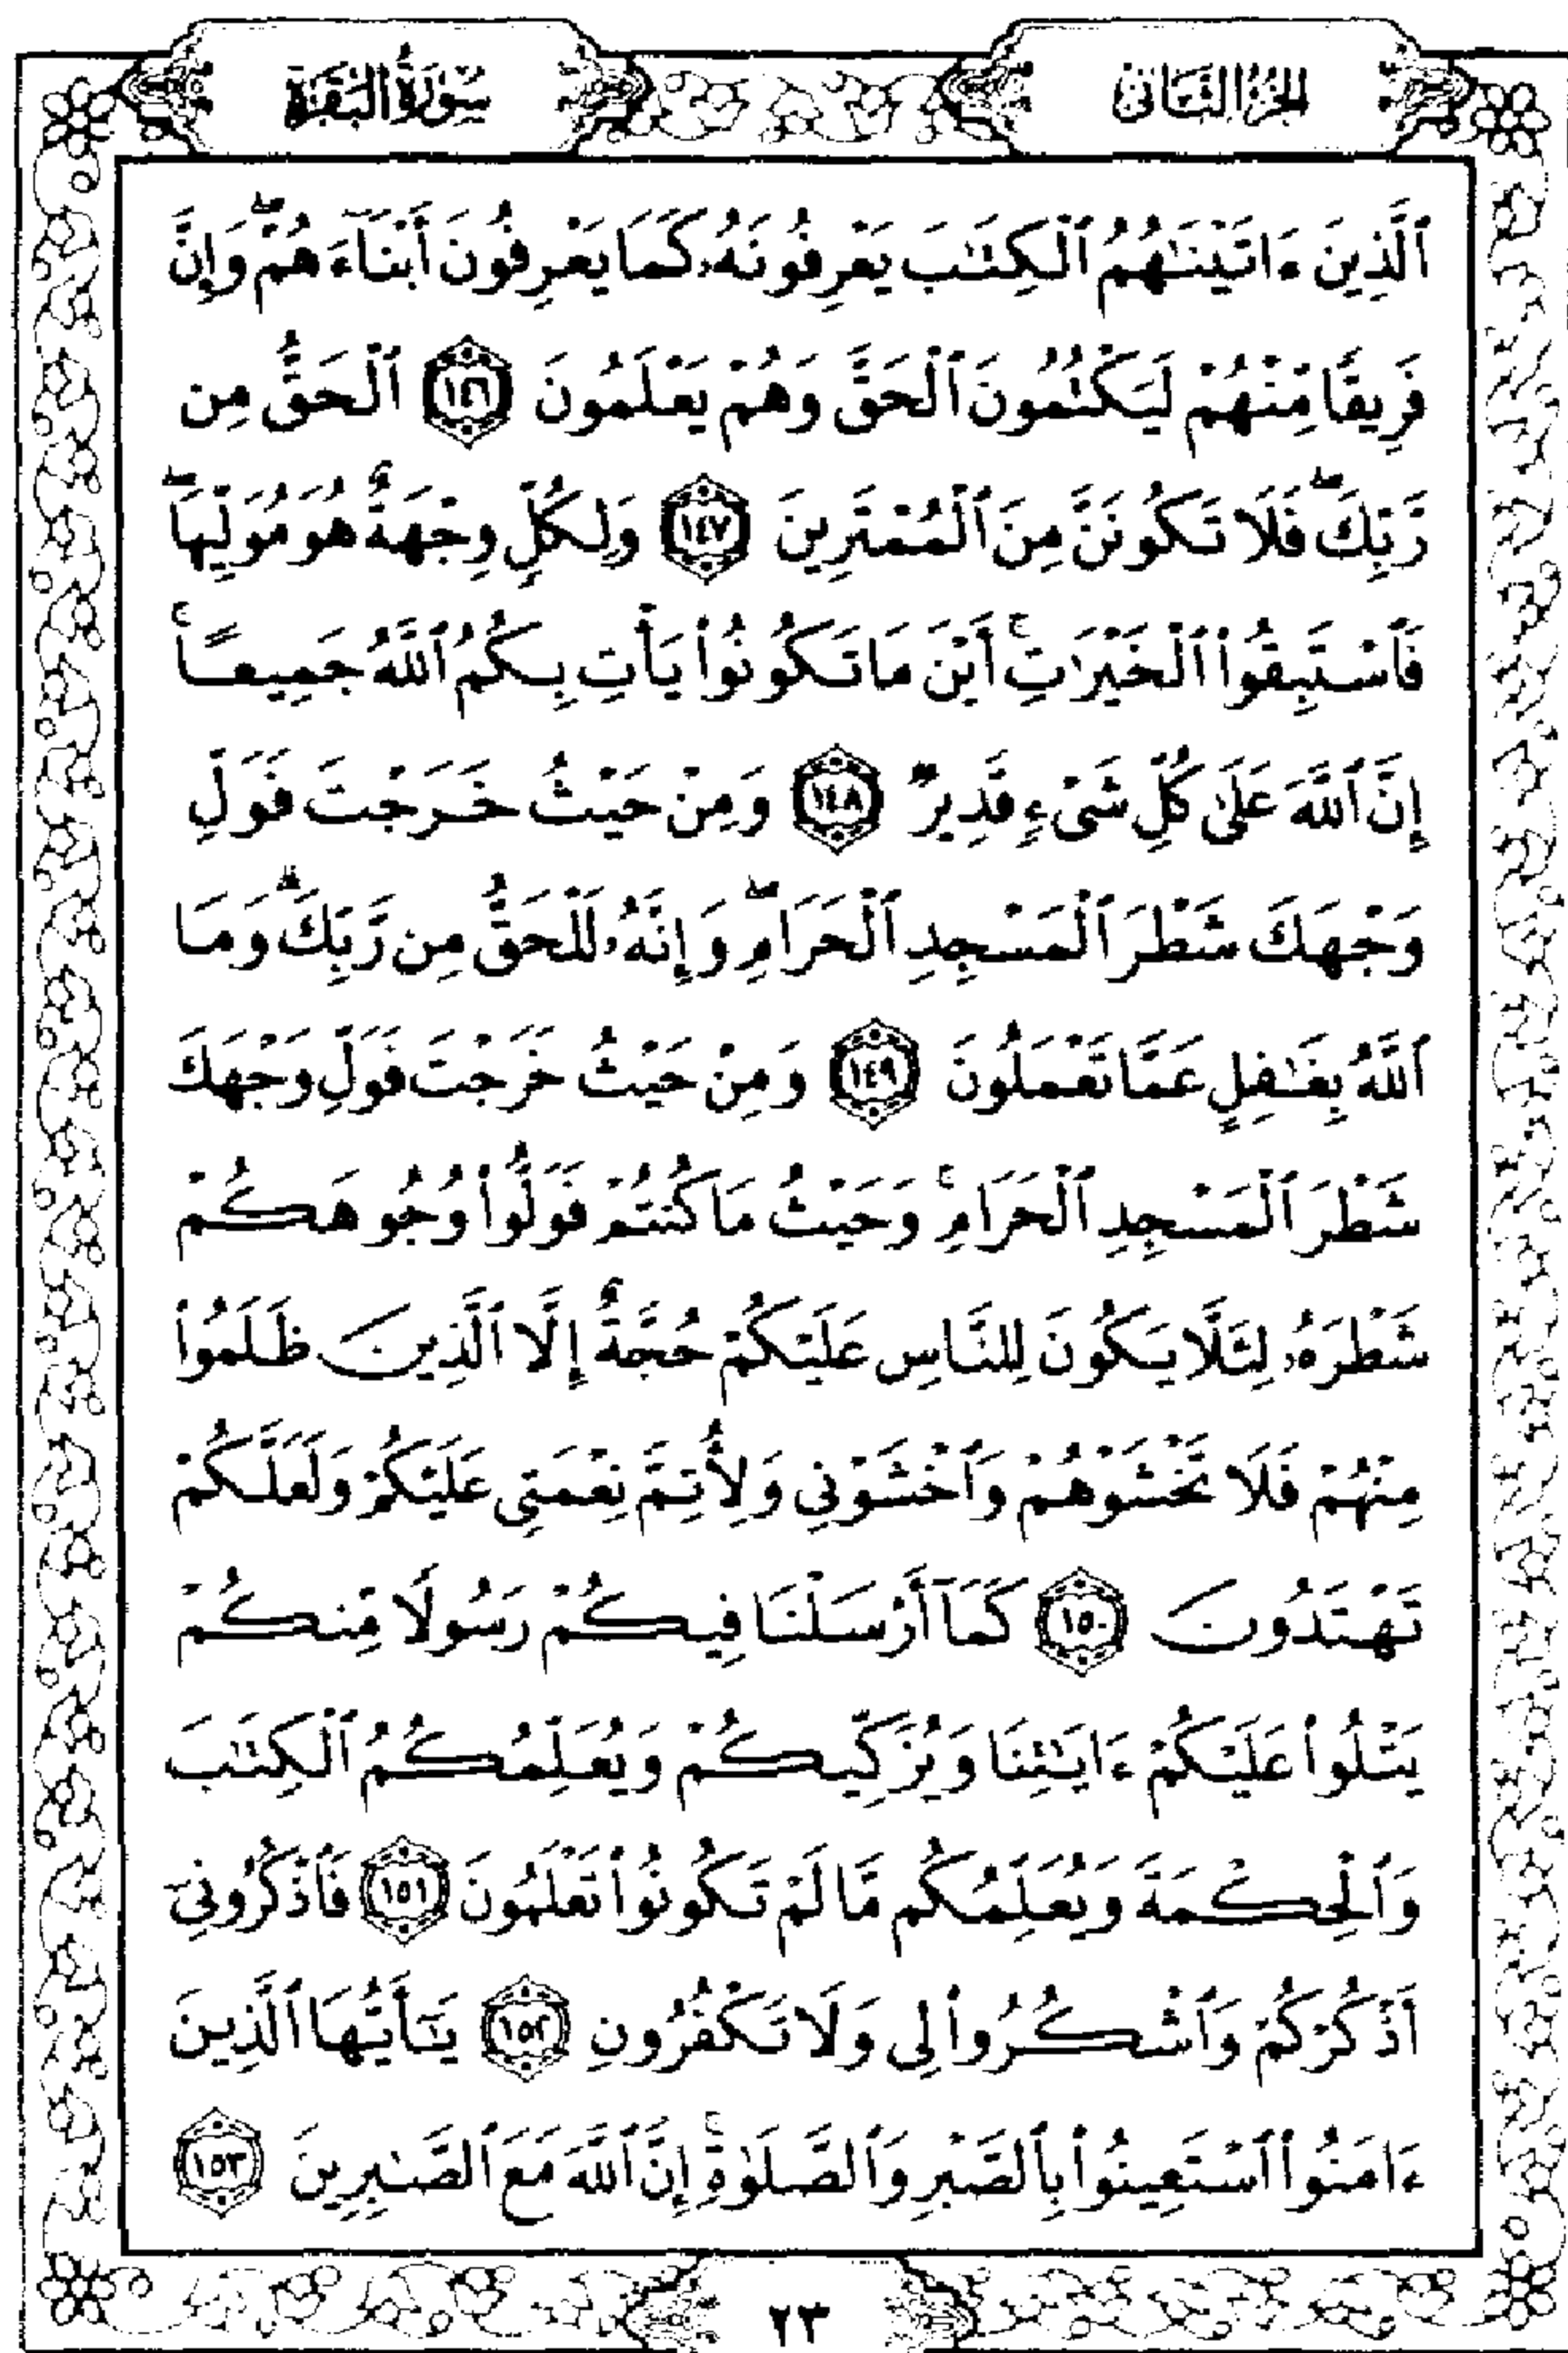 الجزء الثاني
سورة البقرة
ٱلَّذِينَ ءَاتَيْنَٰهُمُ ٱلْكِتَٰبَ يَعْرِفُونَهُۥ كَمَا يَعْرِفُونَ أَبْنَآءَهُمْ ۖ وَإِنَّ
فَرِيقًا مِّنْهُمْ لَيَكْتُمُونَ ٱلْحَقَّ وَهُمْ يَعْلَمُونَ ١٤٦ ٱلْحَقُّ مِن
رَّبِّكَ ۖ فَلَا تَكُونَنَّ مِنَ ٱلْمُمْتَرِينَ ١٤٧ وَلِكُلٍّ وِجْهَةٌ هُوَ مُوَلِّيهَا ۖ
فَٱسْتَبِقُوا۟ ٱلْخَيْرَٰتِ ۚ أَيْنَ مَا تَكُونُوا۟ يَأْتِ بِكُمُ ٱللَّهُ جَمِيعًا ۚ
إِنَّ ٱللَّهَ عَلَىٰ كُلِّ شَىْءٍ قَدِيرٌ ١٤٨ وَمِنْ حَيْثُ خَرَجْتَ فَوَلِّ
وَجْهَكَ شَطْرَ ٱلْمَسْجِدِ ٱلْحَرَامِ ۖ وَإِنَّهُۥ لَلْحَقُّ مِن رَّبِّكَ ۗ وَمَا
ٱللَّهُ بِغَٰفِلٍ عَمَّا تَعْمَلُونَ ١٤٩ وَمِنْ حَيْثُ خَرَجْتَ فَوَلِّ وَجْهَكَ
شَطْرَ ٱلْمَسْجِدِ ٱلْحَرَامِ ۚ وَحَيْثُ مَا كُنتُمْ فَوَلُّوا۟ وُجُوهَكُمْ
شَطْرَهُۥ لِئَلَّا يَكُونَ لِلنَّاسِ عَلَيْكُمْ حُجَّةٌ إِلَّا ٱلَّذِينَ ظَلَمُوا۟
مِنْهُمْ فَلَا تَخْشَوْهُمْ وَٱخْشَوْنِى وَلِأُتِمَّ نِعْمَتِى عَلَيْكُمْ وَلَعَلَّكُمْ
تَهْتَدُونَ ١٥٠ كَمَآ أَرْسَلْنَا فِيكُمْ رَسُولًا مِّنكُمْ
يَتْلُوا۟ عَلَيْكُمْ ءَايَٰتِنَا وَيُزَكِّيكُمْ وَيُعَلِّمُكُمُ ٱلْكِتَٰبَ
وَٱلْحِكْمَةَ وَيُعَلِّمُكُم مَّا لَمْ تَكُونُوا۟ تَعْلَمُونَ ١٥١ فَٱذْكُرُونِىٓ
أَذْكُرْكُمْ وَٱشْكُرُوا۟ لِى وَلَا تَكْفُرُونِ ١٥٢ يَٰٓأَيُّهَا ٱلَّذِينَ
ءَامَنُوا۟ ٱسْتَعِينُوا۟ بِٱلصَّبْرِ وَٱلصَّلَوٰةِ ۚ إِنَّ ٱللَّهَ مَعَ ٱلصَّٰبِرِينَ ١٥٣
٢٣